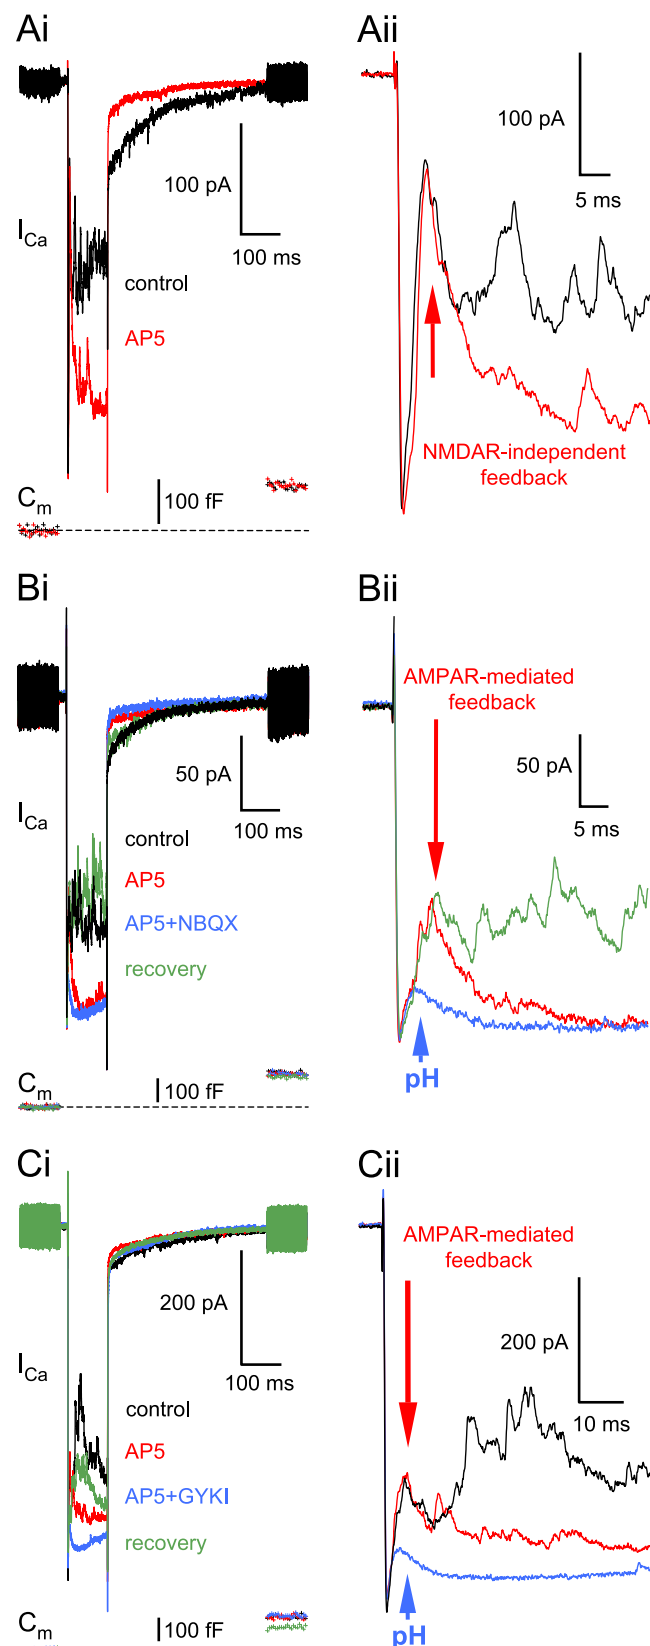 Ai
Aii
100 pA
100 pA
5 ms
100 ms
ICa
control
AP5
NMDAR-independent
feedback
100 fF
Cm
Bi
Bii
AMPAR-mediated
feedback
50 pA
100 ms
50 pA
5 ms
ICa
control
AP5
AP5+NBQX
recovery
pH
Cm
100 fF
Ci
Cii
AMPAR-mediated
feedback
200 pA
100 ms
200 pA
10 ms
ICa
control
AP5
AP5+GYKI
recovery
Cm
100 fF
pH